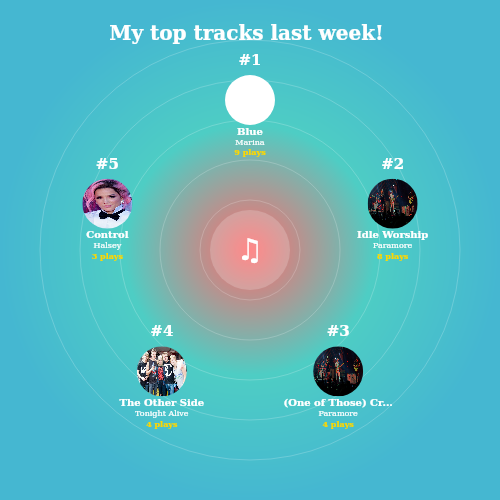 My top tracks last week!
#1
Blue
Marina
9 plays
#2
Idle Worship
Paramore
8 plays
#3
(One of Those) Cr...
Paramore
4 plays
#4
The Other Side
Tonight Alive
4 plays
#5
Control
Halsey
3 plays